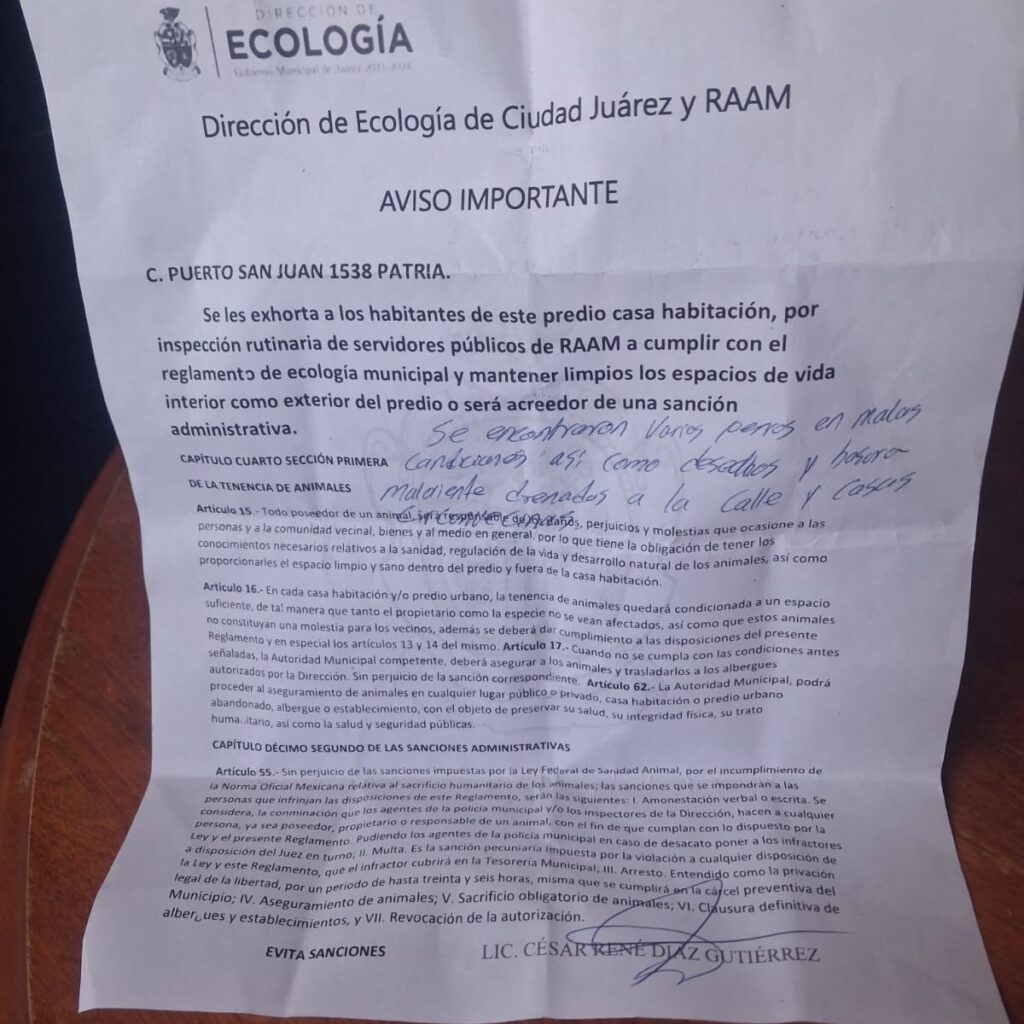 DIRECCIÓN DE
ECOLOGÍA
Gobierno Municipal de Juárez 2021-2024
Dirección de Ecología de Ciudad Juárez y RAAM
AVISO IMPORTANTE
C. PUERTO SAN JUAN 1538 PATRIA.
Se les exhorta a los habitantes de este predio casa habitación, por
inspección rutinaria de servidores públicos de RAAM a cumplir con el
reglamento de ecología municipal y mantener limpios los espacios de vida
interior como exterior del predio o será acreedor de una sanción
administrativa.
Se encontraron Varios perros en malas
CAPÍTULO CUARTO SECCIÓN PRIMERA
Condiciones así como desechos y basura
DE LA TENENCIA DE ANIMALES
drenados a la Calle y Casas
Artículo 15.- Todo poseedor de un animal, será responsable de los daños, perjuicios y molestias que ocasione a las
personas y a la comunidad vecinal, bienes y al medio en general, por lo que tiene la obligación de tener los
conocimientos necesarios relativos a la sanidad, regulación de la vida y desarrollo natural de los animales, así como
proporcionarles el espacio limpio y sano dentro del predio y fuera de la casa habitación.
Artículo 16.- En cada casa habitación y/o predio urbano, la tenencia de animales quedará condicionada a un espacio
suficiente, de tal manera que tanto el propietario como la especie no se vean afectados, así como que estos animales
no constituyan una molestia para los vecinos, además se deberá dar cumplimiento a las disposiciones del presente
Reglamento y en especial los artículos 13 y 14 del mismo. Artículo 17.- Cuando no se cumpla con las condiciones antes
señaladas, la Autoridad Municipal competente, deberá asegurar a los animales y trasladarlos a los albergues
autorizados por la Dirección. Sin perjuicio de la sanción correspondiente. Artículo 62.- La Autoridad Municipal, podrá
proceder al aseguramiento de animales en cualquier lugar público o privado, casa habitación o predio urbano
abandonado, albergue o establecimiento, con el objeto de preservar su salud, su integridad física, su trato
humanitario, así como la salud y seguridad públicas.
CAPÍTULO DÉCIMO SEGUNDO DE LAS SANCIONES ADMINISTRATIVAS
Artículo 55.- Sin perjuicio de las sanciones impuestas por la Ley Federal de Sanidad Animal, por el incumplimiento de
la Norma Oficial Mexicana relativa al sacrificio humanitario de los animales; las sanciones que se impondrán a las
personas que infrinjan las disposiciones de este Reglamento, serán las siguientes: I. Amonestación verbal o escrita. Se
considera, la conminación que los agentes de la policía municipal y/o los inspectores de la Dirección, hacen a cualquier
persona, ya sea poseedor, propietario o responsable de un animal, con el fin de que cumplan con lo dispuesto por la
Ley y el presente Reglamento. Pudiendo los agentes de la policía municipal en caso de desacato poner a los infractores
a disposición del Juez en turno; II. Multa. Es la sanción pecuniaria impuesta por la violación a cualquier disposición de
la Ley y este Reglamento, que el infractor cubrirá en la Tesorería Municipal; III. Arresto. Entendido como la privación
legal de la libertad, por un periodo de hasta treinta y seis horas, misma que se cumplirá en la cárcel preventiva del
Municipio; IV. Aseguramiento de animales; V. Sacrificio obligatorio de animales; VI. Clausura definitiva de
albergues y establecimientos, y VII. Revocación de la autorización.
EVITA SANCIONES
LIC. CÉSAR RENÉ DIAZ GUTIÉRREZ